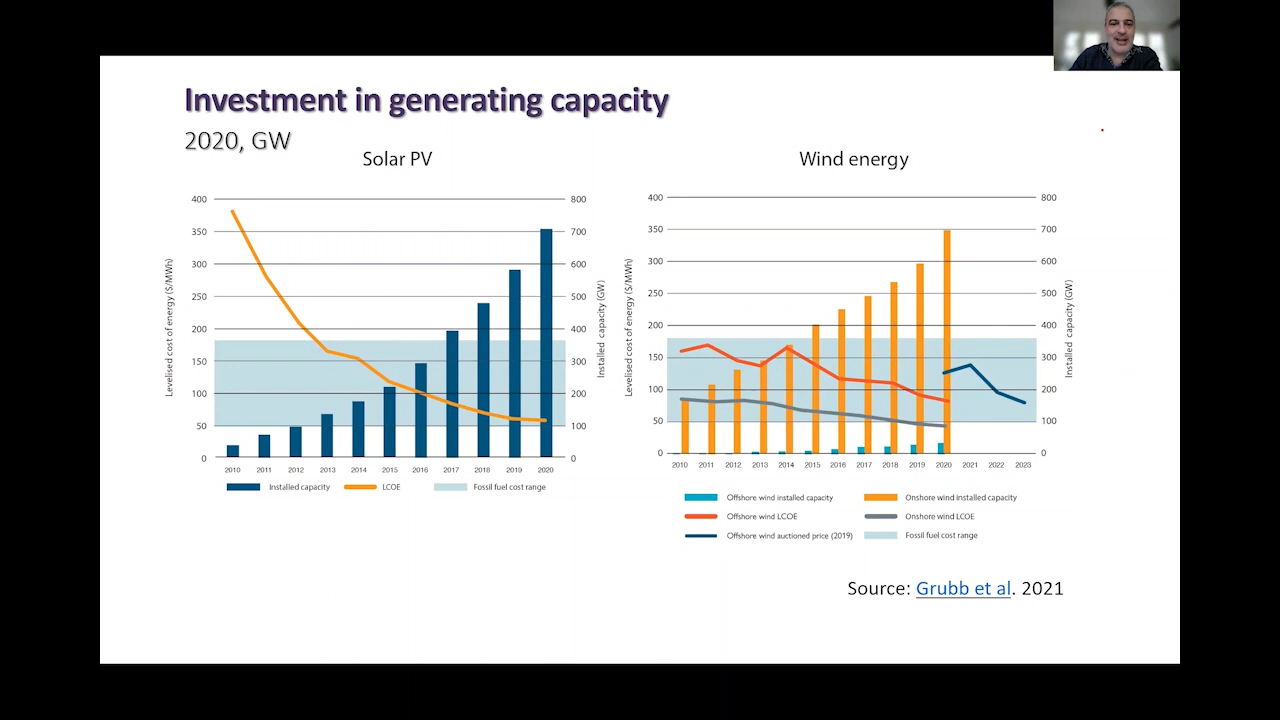 Investment in generating capacity
2020, GW
Solar PV
Levelised cost of energy ($/MWh)
400
350
300
250
200
150
100
50
0
800
700
600
500
400
300
200
100
0
Installed capacity (GW)
2010 2011 2012 2013 2014 2015 2016 2017 2018 2019 2020
Installed capacity LCOE Fossil fuel cost range
Wind energy
Levelised cost of energy ($/MWh)
400
350
300
250
200
150
100
50
0
800
700
600
500
400
300
200
100
0
Installed capacity (GW)
2010 2011 2012 2013 2014 2015 2016 2017 2018 2019 2020 2021 2022 2023
Offshore wind installed capacity Onshore wind installed capacity
Offshore wind LCOE Onshore wind LCOE
Offshore wind auctioned price (2019) Fossil fuel cost range
Source: Grubb et al. 2021